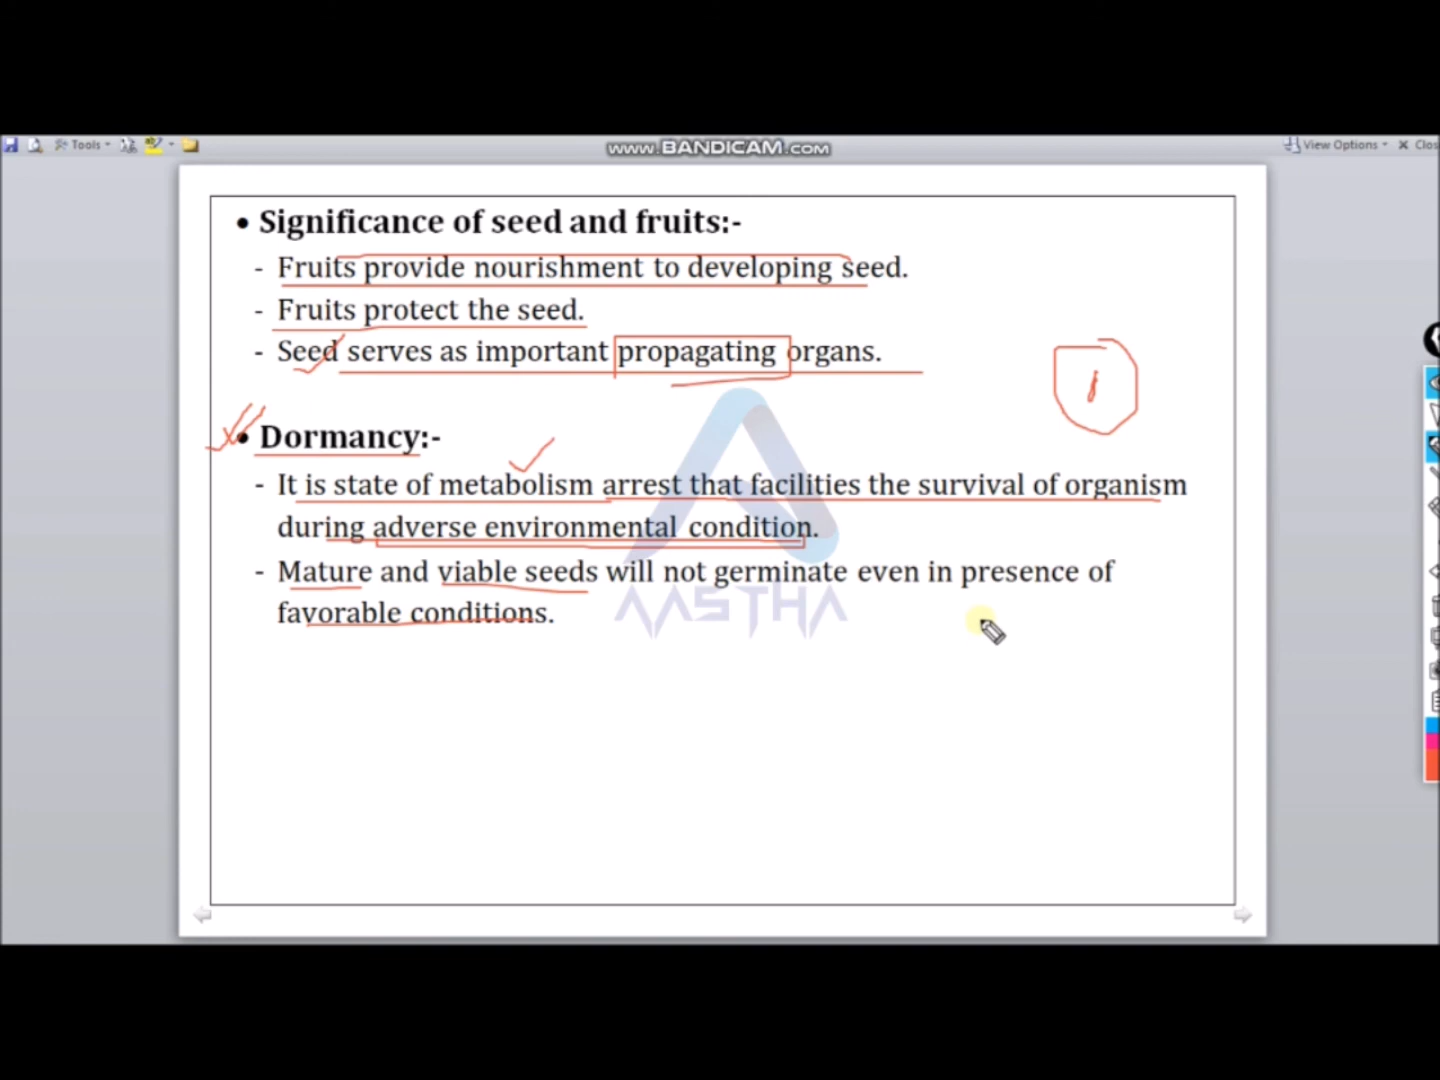 Tools
www.BANDICAM.com
View Options
Clos
• Significance of seed and fruits:-
- Fruits provide nourishment to developing seed.
- Fruits protect the seed.
- Seed serves as important propagating organs.
• Dormancy:-
- It is state of metabolism arrest that facilities the survival of organism
during adverse environmental condition.
- Mature and viable seeds will not germinate even in presence of
favorable conditions.
AASTHA